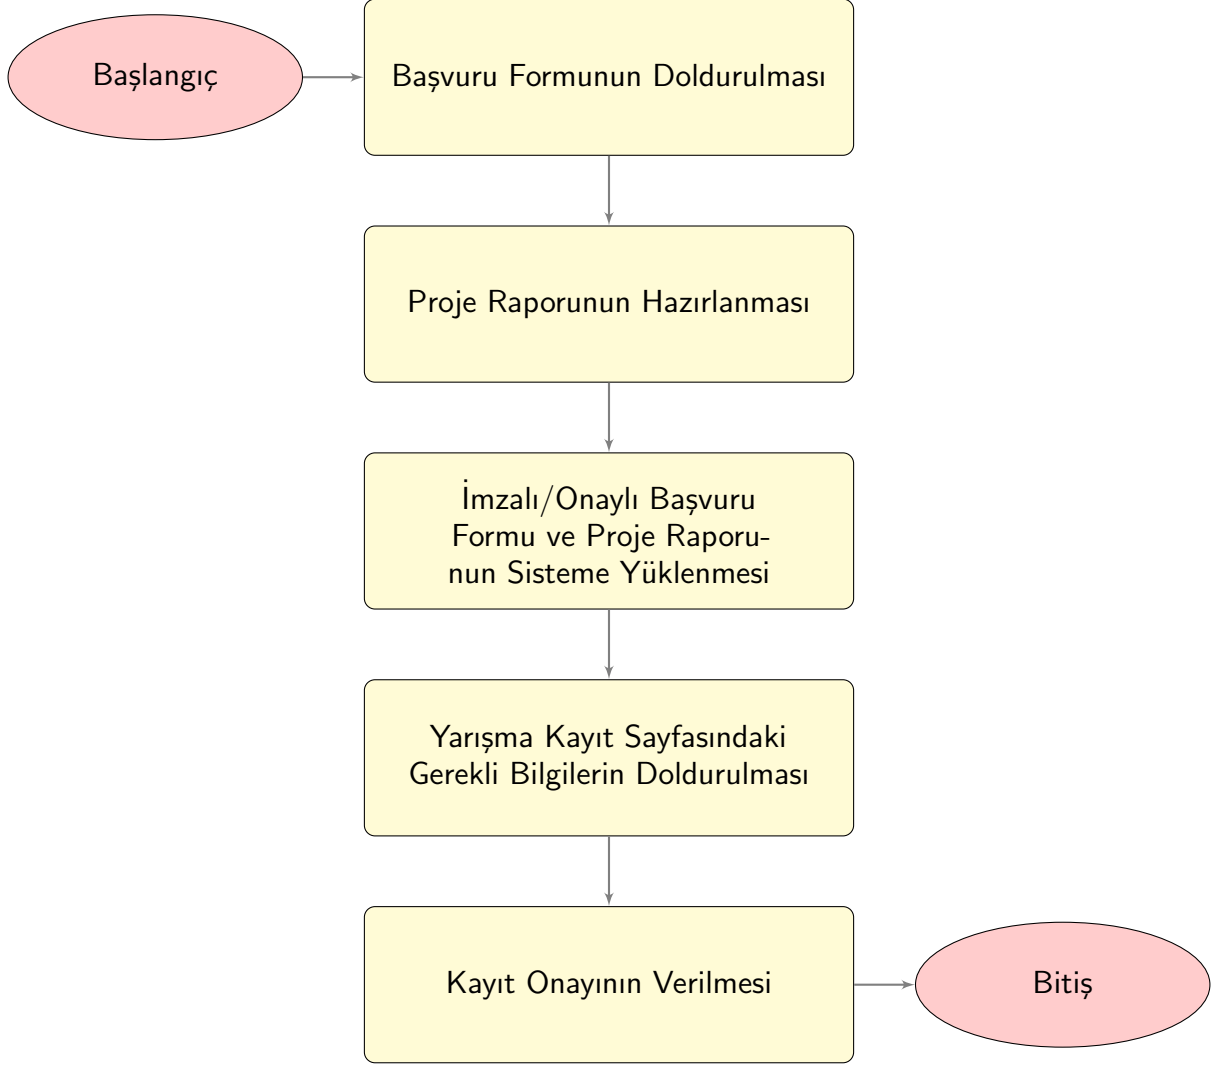 Başlangıç
Başvuru Formunun Doldurulması
Proje Raporunun Hazırlanması
İmzalı/Onaylı Başvuru
Formu ve Proje Raporu-
nun Sisteme Yüklenmesi
Yarışma Kayıt Sayfasındaki
Gerekli Bilgilerin Doldurulması
Kayıt Onayının Verilmesi
Bitiş